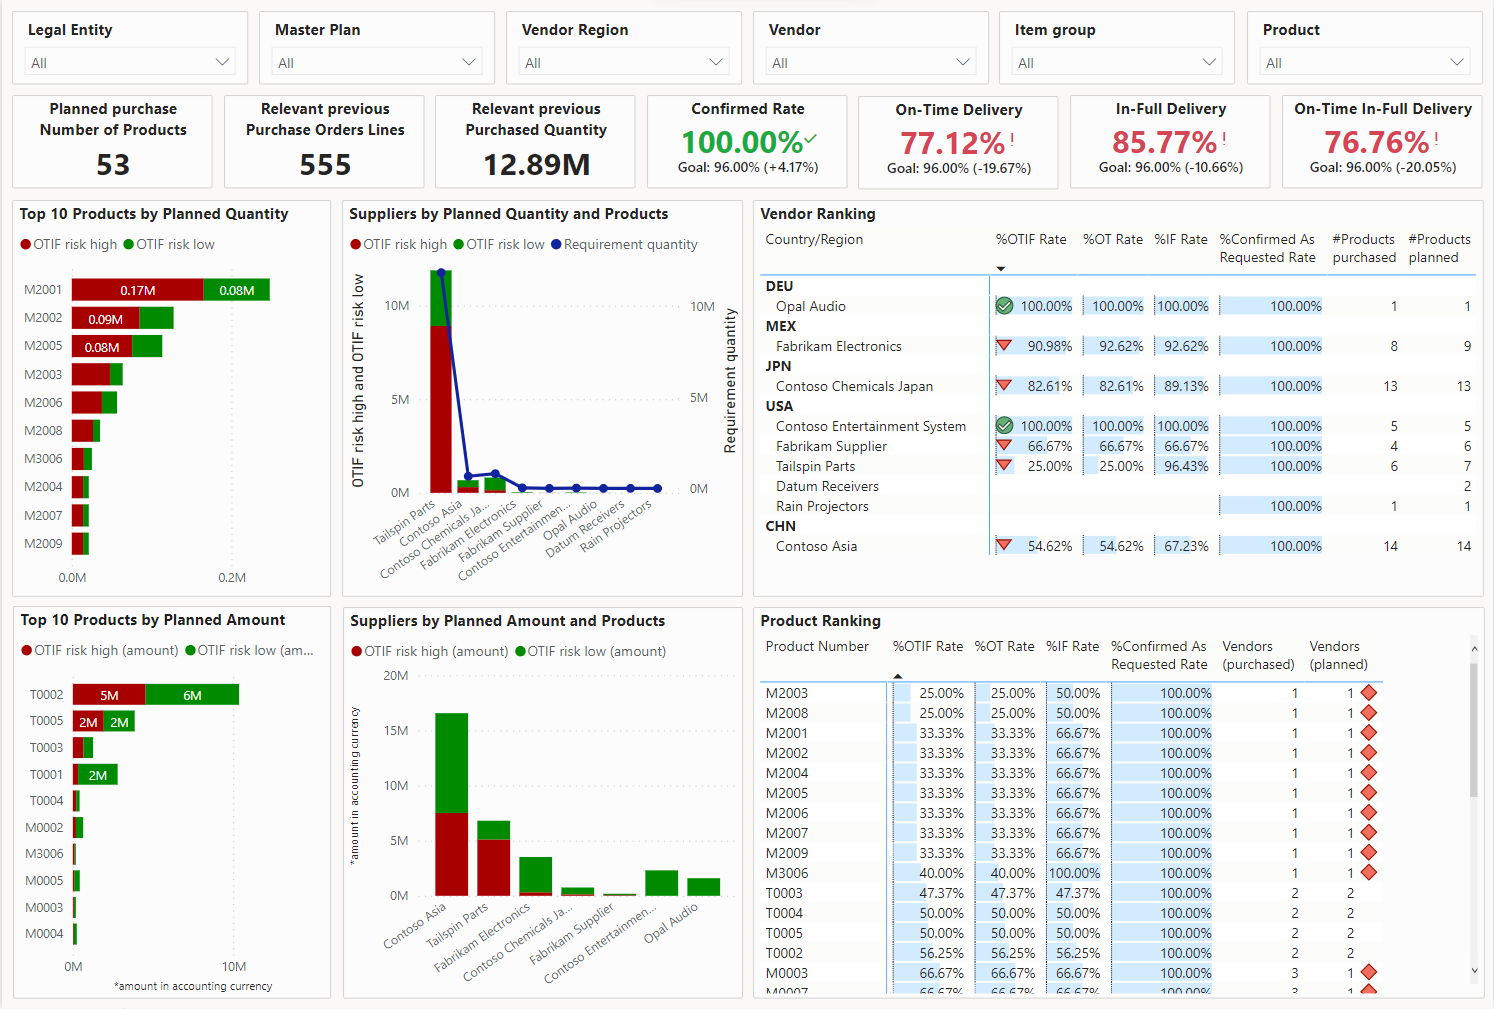 Legal Entity
All
Master Plan
All
Vendor Region
All
Vendor
All
Item group
All
Product
All
Planned purchase
Number of Products
53
Relevant previous
Purchase Orders Lines
555
Relevant previous
Purchased Quantity
12.89M
Confirmed Rate
100.00%
Goal: 96.00% (+4.17%)
On-Time Delivery
77.12%!
Goal: 96.00% (-19.67%)
In-Full Delivery
85.77%!
Goal: 96.00% (-10.66%)
On-Time In-Full Delivery
76.76%!
Goal: 96.00% (-20.05%)
Top 10 Products by Planned Quantity
OTIF risk high OTIF risk low
M2001 0.17M 0.08M
M2002 0.09M
M2005 0.08M
M2003
M2006
M2008
M3006
M2004
M2007
M2009
0.0M 0.2M
Suppliers by Planned Quantity and Products
OTIF risk high OTIF risk low Requirement quantity
OTIF risk high and OTIF risk low
10M
5M
0M
10M
5M
0M
Requirement quantity
Tailspin Parts
Contoso Asia
Contoso Chemicals Ja...
Fabrikam Electronics
Fabrikam Supplier
Contoso Entertainmen...
Opal Audio
Datum Receivers
Rain Projectors
Vendor Ranking
Country/Region %OTIF Rate %OT Rate %IF Rate %Confirmed As Requested Rate #Products purchased #Products planned
DEU
Opal Audio 100.00% 100.00% 100.00% 100.00% 1 1
MEX
Fabrikam Electronics 90.98% 92.62% 92.62% 100.00% 8 9
JPN
Contoso Chemicals Japan 82.61% 82.61% 89.13% 100.00% 13 13
USA
Contoso Entertainment System 100.00% 100.00% 100.00% 100.00% 5 5
Fabrikam Supplier 66.67% 66.67% 66.67% 100.00% 4 6
Tailspin Parts 25.00% 25.00% 96.43% 100.00% 6 7
Datum Receivers 2
Rain Projectors 100.00% 1 1
CHN
Contoso Asia 54.62% 54.62% 67.23% 100.00% 14 14
Top 10 Products by Planned Amount
OTIF risk high (amount) OTIF risk low (am...
T0002 5M 6M
T0005 2M 2M
T0003
T0001 2M
T0004
M0002
M3006
M0005
M0003
M0004
0M 10M
*amount in accounting currency
Suppliers by Planned Amount and Products
OTIF risk high (amount) OTIF risk low (amount)
*amount in accounting currency
20M
15M
10M
5M
0M
Contoso Asia
Tailspin Parts
Fabrikam Electronics
Contoso Chemicals Ja...
Fabrikam Supplier
Contoso Entertainmen...
Opal Audio
Product Ranking
Product Number %OTIF Rate %OT Rate %IF Rate %Confirmed As Requested Rate Vendors (purchased) Vendors (planned)
M2003 25.00% 25.00% 50.00% 100.00% 1 1
M2008 25.00% 25.00% 50.00% 100.00% 1 1
M2001 33.33% 33.33% 66.67% 100.00% 1 1
M2002 33.33% 33.33% 66.67% 100.00% 1 1
M2004 33.33% 33.33% 66.67% 100.00% 1 1
M2005 33.33% 33.33% 66.67% 100.00% 1 1
M2006 33.33% 33.33% 66.67% 100.00% 1 1
M2007 33.33% 33.33% 66.67% 100.00% 1 1
M2009 33.33% 33.33% 66.67% 100.00% 1 1
M3006 40.00% 40.00% 100.00% 100.00% 1 1
T0003 47.37% 47.37% 47.37% 100.00% 2 2
T0004 50.00% 50.00% 50.00% 100.00% 2 2
T0005 50.00% 50.00% 50.00% 100.00% 2 2
T0002 56.25% 56.25% 56.25% 100.00% 2 2
M0003 66.67% 66.67% 66.67% 100.00% 3 1
M0007 66.67% 66.67% 66.67% 100.00% 3 1